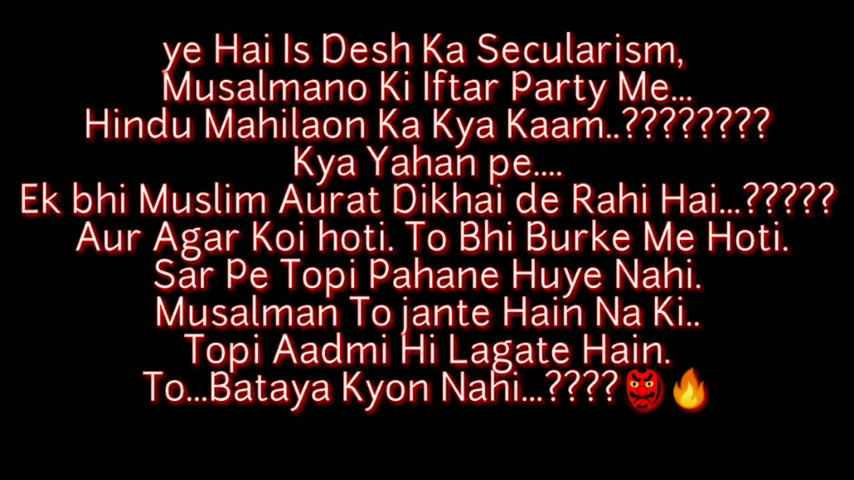 ye Hai Is Desh Ka Secularism,
Musalmano Ki Iftar Party Me...
Hindu Mahilaon Ka Kya Kaam..????????
Kya Yahan pe....
Ek bhi Muslim Aurat Dikhai de Rahi Hai...?????
Aur Agar Koi hoti. To Bhi Burke Me Hoti.
Sar Pe Topi Pahane Huye Nahi.
Musalman To jante Hain Na Ki..
Topi Aadmi Hi Lagate Hain.
To...Bataya Kyon Nahi...????👹🔥